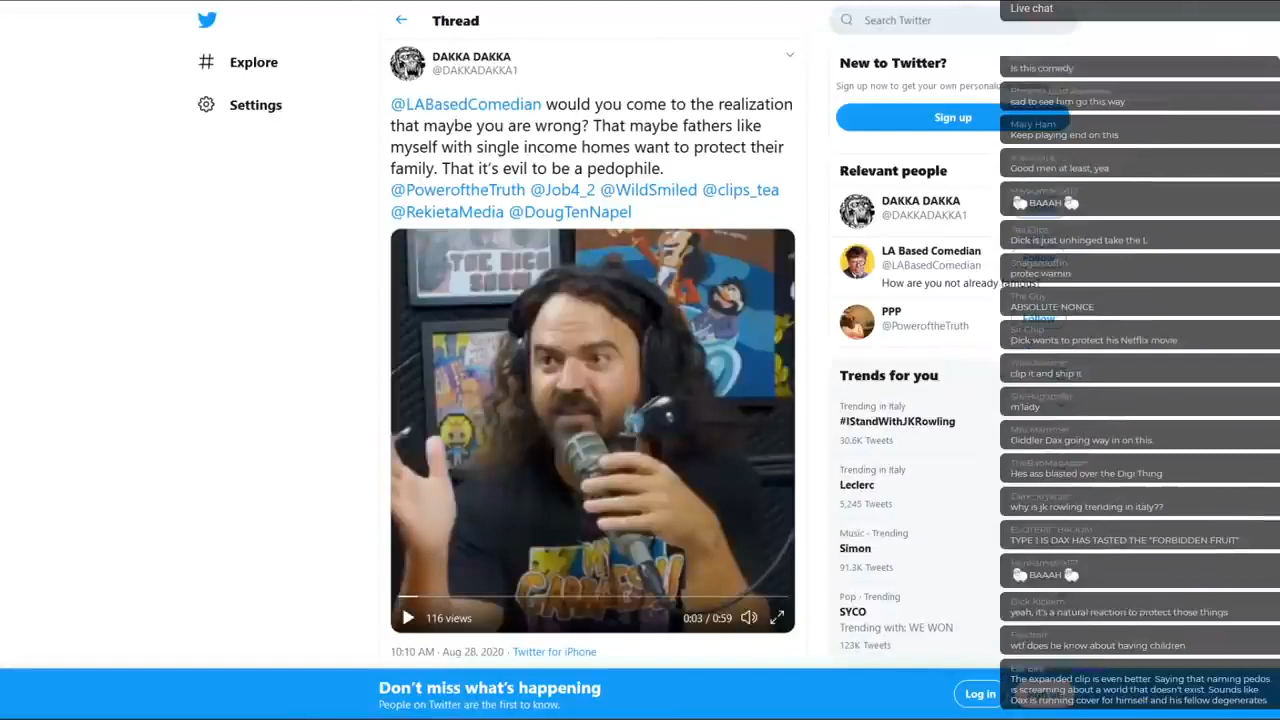 Explore
Settings
Thread
DAKKA DAKKA
@DAKKADAKKA1
@LABasedComedian would you come to the realization
that maybe you are wrong? That maybe fathers like
myself with single income homes want to protect their
family. That it's evil to be a pedophile.
@PoweroftheTruth @Job4_2 @WildSmiled @clips_tea
@RekietaMedia @DougTenNapel
THE DICK
116 views
0:03 / 0:59
10:10 AM · Aug 28, 2020 · Twitter for iPhone
Search Twitter
New to Twitter?
Sign up now to get your own
Sign up
Relevant people
DAKKA DAKKA
@DAKKADAKKA1
LA Based Comedian
@LABasedComedian
Follow
How are you not already famous?
PPP
@PoweroftheTruth
Follow
Trends for you
Trending in Italy
#IStandWithJKRowling
30.6K Tweets
Trending in Italy
Leclerc
5,245 Tweets
Music · Trending
Simon
91.3K Tweets
Pop · Trending
SYCO
Trending with: WE WON
123K Tweets
Don't miss what's happening
People on Twitter are the first to know.
Log in
Live chat
Is this comedy
sad to see him go this way
Mary Ham
Keep playing end on this
Good men at least, yea
BAAAH
Tea Clips
Dick is just unhinged take the L
protec wamin
The Guy
ABSOLUTE NONCE
Sir Chip
Dick wants to protect his Netflix movie
clip it and ship it
m'lady
Diddler Dax going way in on this.
Hes ass blasted over the Digi Thing
why is jk rowling trending in italy??
TYPE 1 IS DAX HAS TASTED THE "FORBIDDEN FRUIT"
BAAAH
yeah, it's a natural reaction to protect those things
wtf does he know about having children
The expanded clip is even better. Saying that naming pedos
is screaming about a world that doesn't exist. Sounds like
Dax is running cover for himself and his fellow degenerates